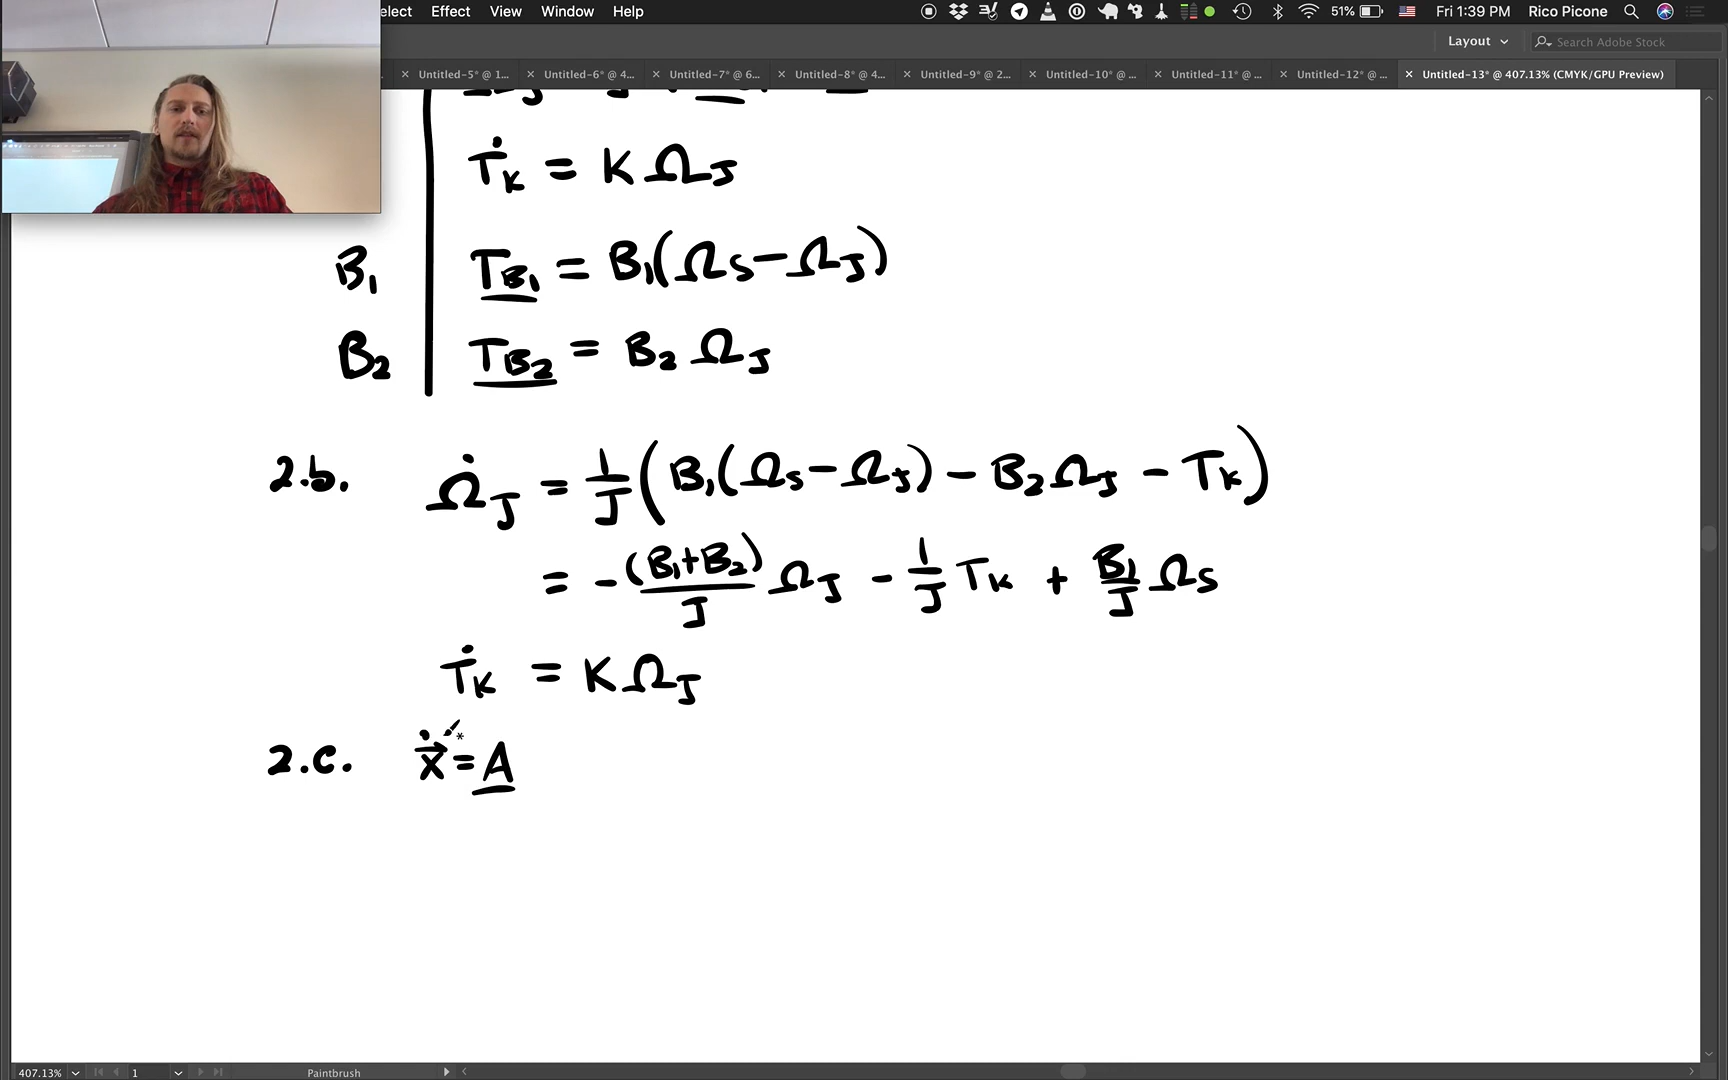 elect Effect View Window Help 51% Fri 1:39 PM Rico Picone
Layout Search Adobe Stock
× Untitled-5* @ 1... × Untitled-6* @ 4... × Untitled-7* @ 6... × Untitled-8* @ 4... × Untitled-9* @ 2... × Untitled-10* @ ... × Untitled-11* @ ... × Untitled-12* @ ... × Untitled-13* @ 407.13% (CMYK/GPU Preview)
Ṫ_K = K Ω_J
B₁ T_B₁ = B₁(Ω_S − Ω_J)
B₂ T_B₂ = B₂ Ω_J
2.b. Ω̇_J = 1/J (B₁(Ω_S − Ω_J) − B₂Ω_J − T_K)
= −(B₁+B₂)/J Ω_J − 1/J T_K + B₁/J Ω_S
Ṫ_K = K Ω_J
2.c. ẋ⃗ = A
407.13% 1 Paintbrush